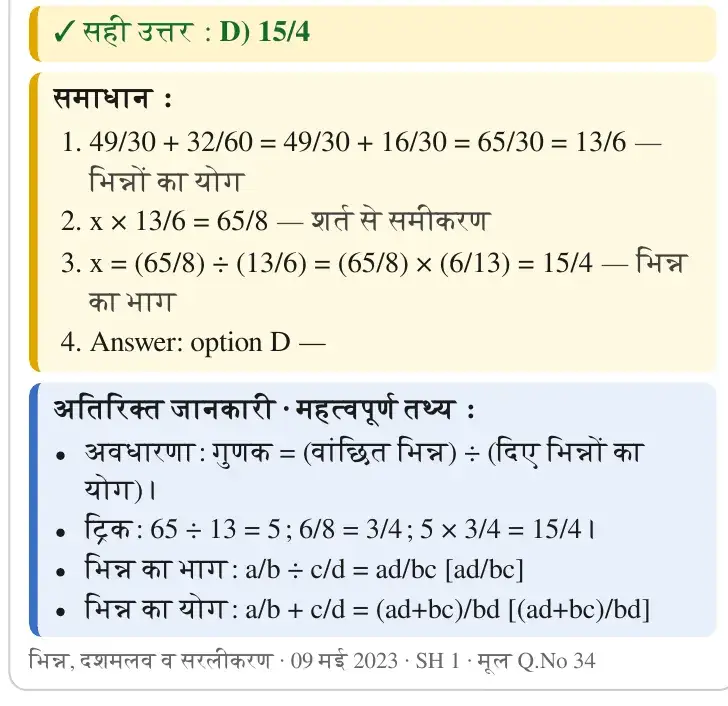 ✓ सही उत्तर : D) 15/4
समाधान :
1. 49/30 + 32/60 = 49/30 + 16/30 = 65/30 = 13/6 —
भिन्नों का योग
2. x × 13/6 = 65/8 — शर्त से समीकरण
3. x = (65/8) ÷ (13/6) = (65/8) × (6/13) = 15/4 — भिन्न
का भाग
4. Answer: option D —
अतिरिक्त जानकारी · महत्वपूर्ण तथ्य :
• अवधारणा : गुणक = (वांछित भिन्न) ÷ (दिए भिन्नों का
योग)।
• ट्रिक : 65 ÷ 13 = 5 ; 6/8 = 3/4 ; 5 × 3/4 = 15/4।
• भिन्न का भाग : a/b ÷ c/d = ad/bc [ad/bc]
• भिन्न का योग : a/b + c/d = (ad+bc)/bd [(ad+bc)/bd]
भिन्न, दशमलव व सरलीकरण · 09 मई 2023 · SH 1 · मूल Q.No 34